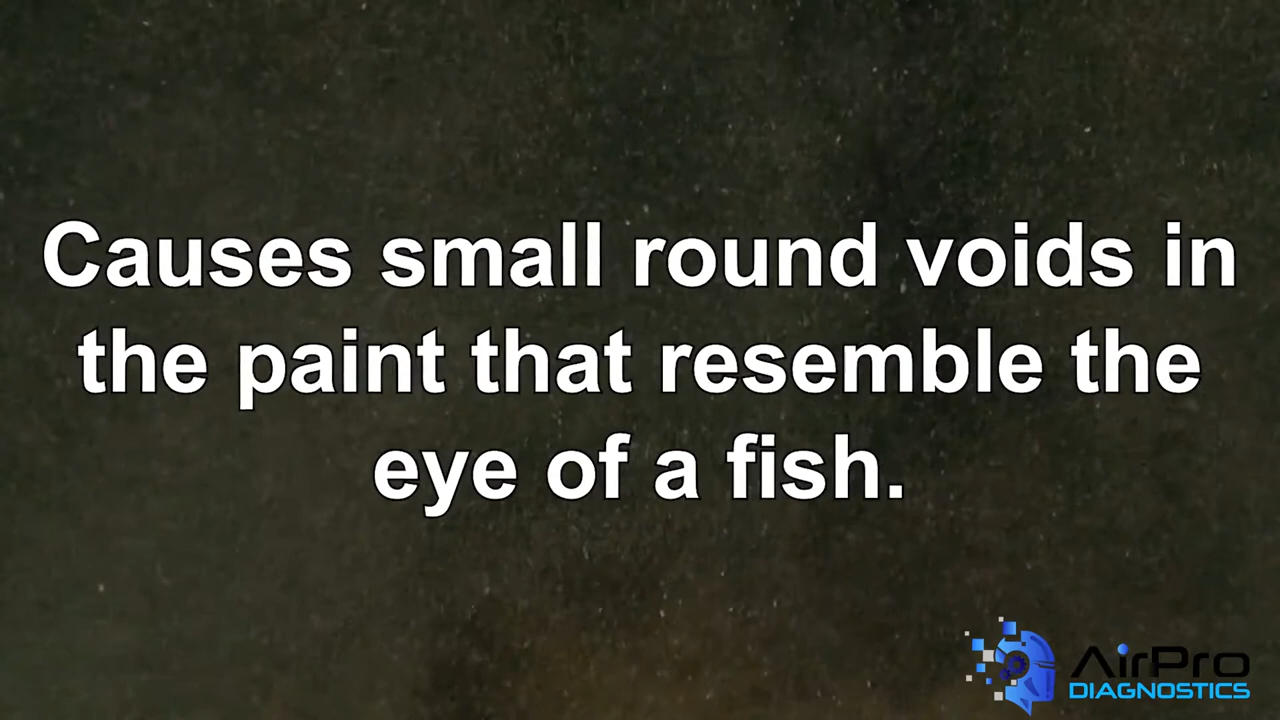 Causes small round voids in
the paint that resemble the
eye of a fish.
AirPro
DIAGNOSTICS